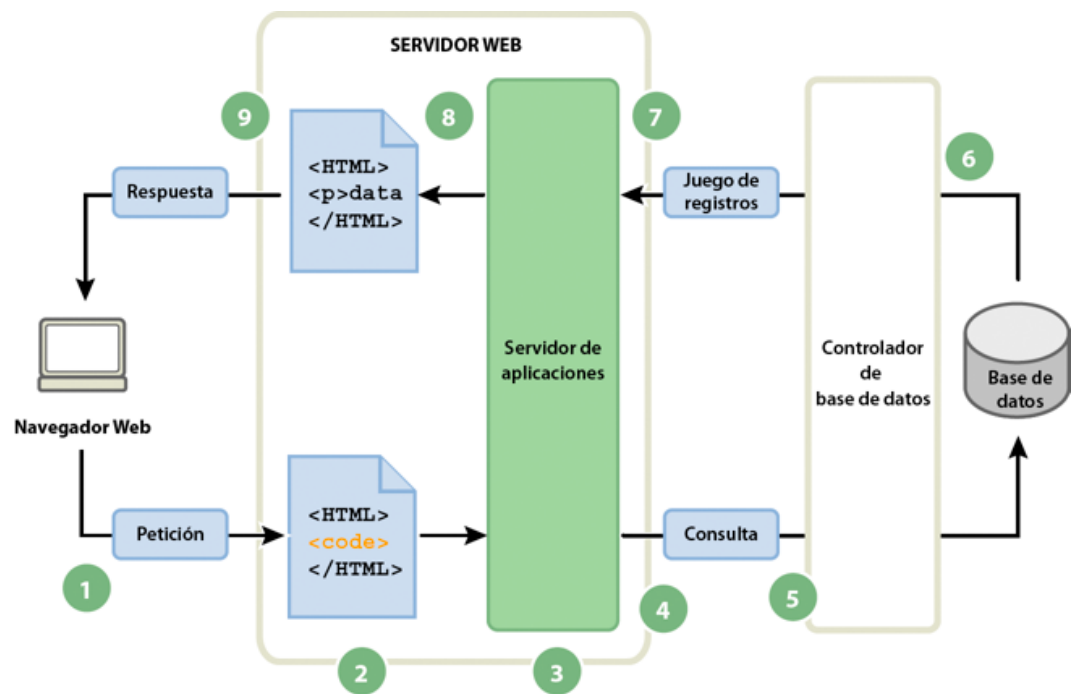 SERVIDOR WEB
9
8
7
6
<HTML>
<p>data
</HTML>
Respuesta
Juego de
registros
Servidor de
aplicaciones
Controlador
de
base de datos
Base de
datos
Navegador Web
<HTML>
<code>
</HTML>
Petición
Consulta
1
2
3
4
5